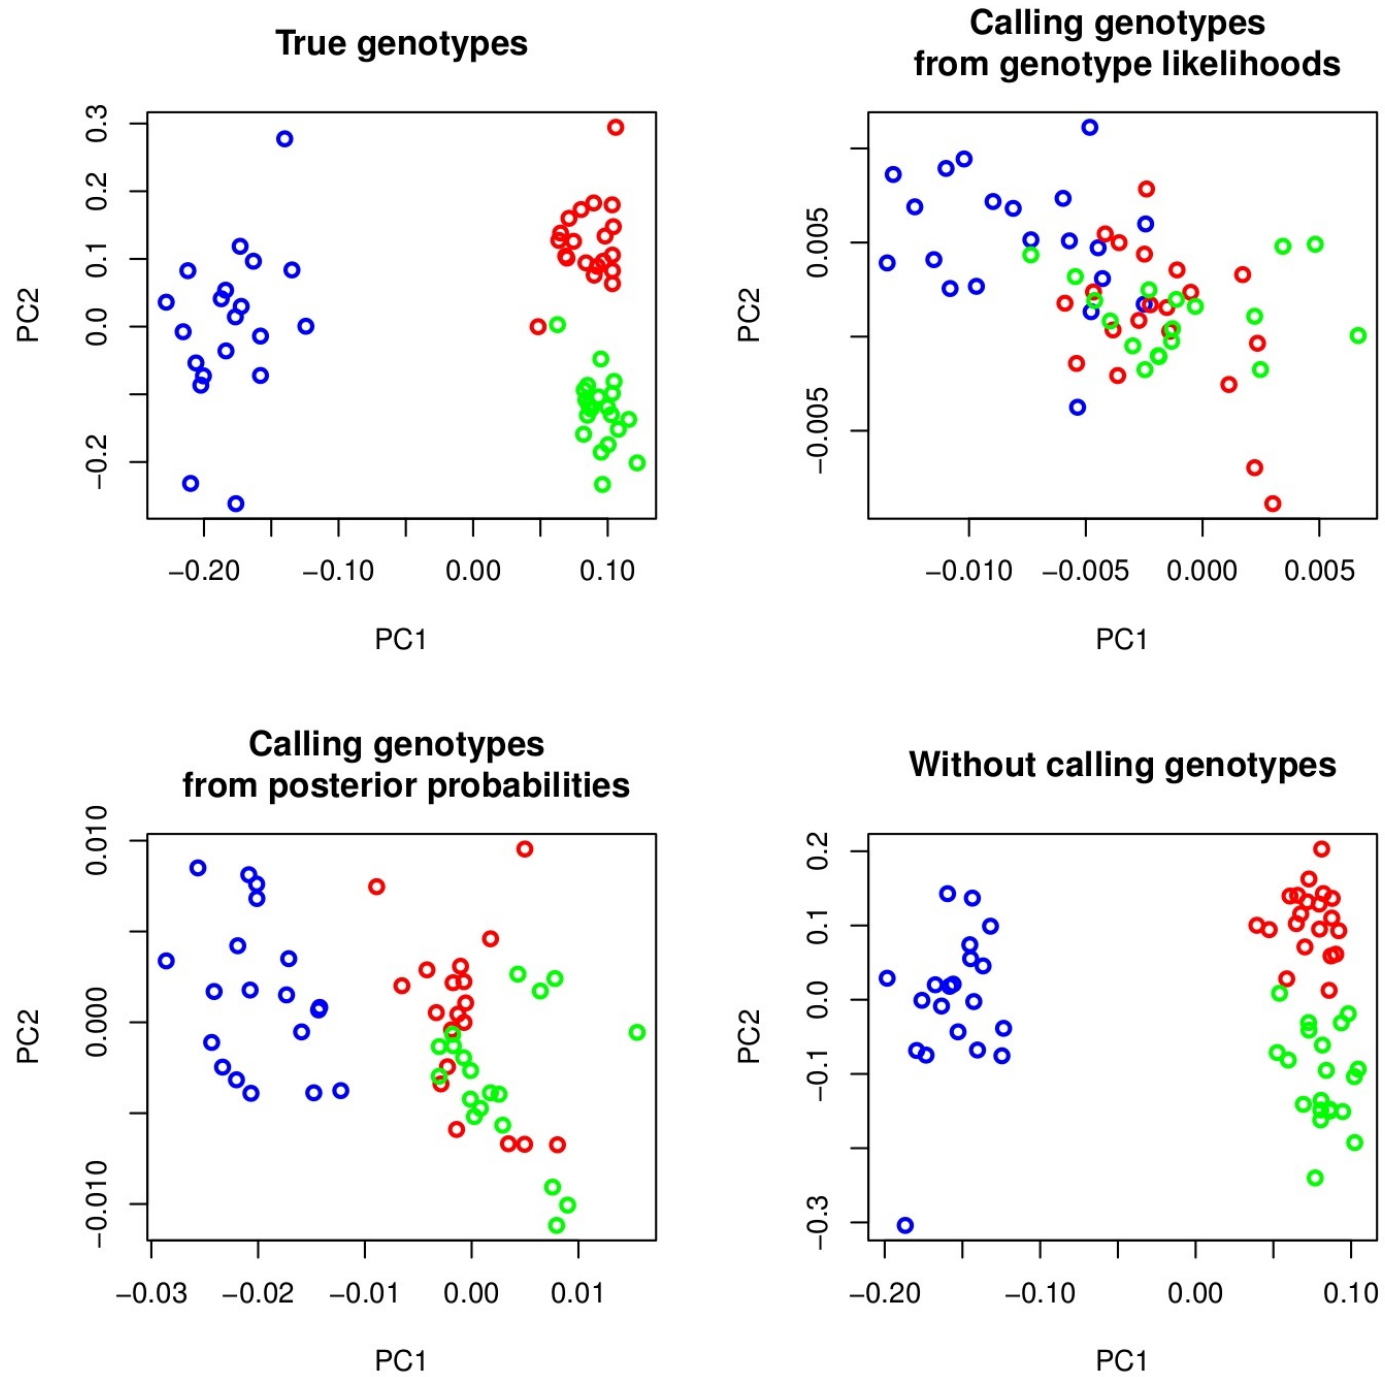 True genotypes
0.3
0.2
0.1
0.0
−0.2
PC2
−0.20
−0.10
0.00
0.10
PC1
Calling genotypes
from genotype likelihoods
0.005
−0.005
PC2
−0.010
−0.005
0.000
0.005
PC1
Calling genotypes
from posterior probabilities
0.010
0.000
−0.010
PC2
−0.03
−0.02
−0.01
0.00
0.01
PC1
Without calling genotypes
0.2
0.1
0.0
−0.1
−0.3
PC2
−0.20
−0.10
0.00
0.10
PC1